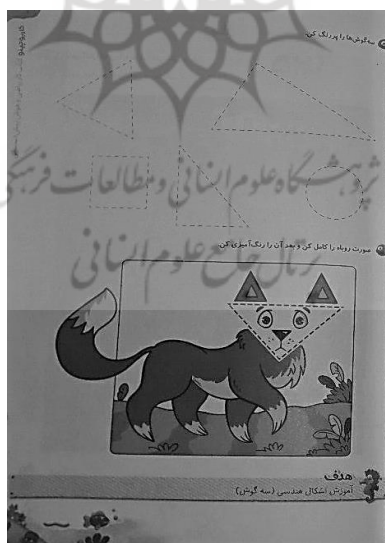 سه‌گوش‌ها را پررنگ کن.
پژوهشگاه علوم انسانی و مطالعات فرهنگی
صورت روباه را کامل کن و بعد آن را رنگ‌آمیزی کن.
پرتال جامع علوم انسانی
هدف
آموزش اشکال هندسی (سه گوش)